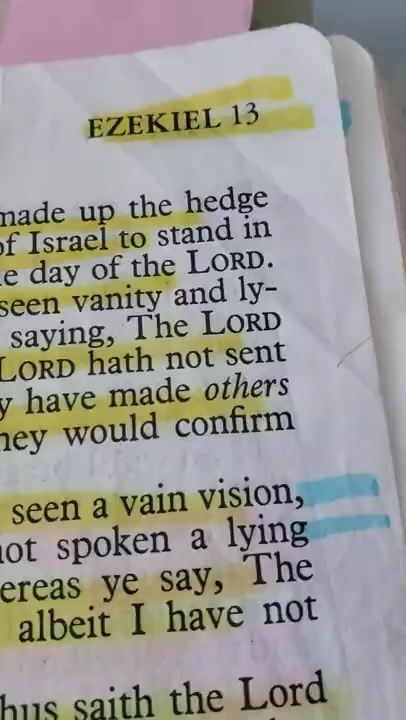 EZEKIEL 13
made up the hedge
of Israel to stand in
e day of the LORD.
seen vanity and ly-
saying, The LORD
LORD hath not sent
y have made others
hey would confirm
seen a vain vision,
not spoken a lying
ereas ye say, The
albeit I have not
hus saith the Lord